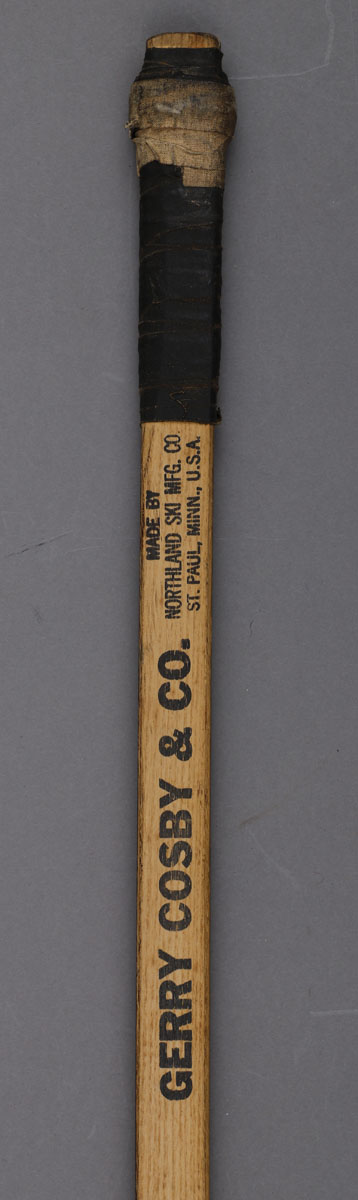 GERRY COSBY & CO.
MADE BY
NORTHLAND SKI MFG. CO.
ST. PAUL, MINN., U.S.A.